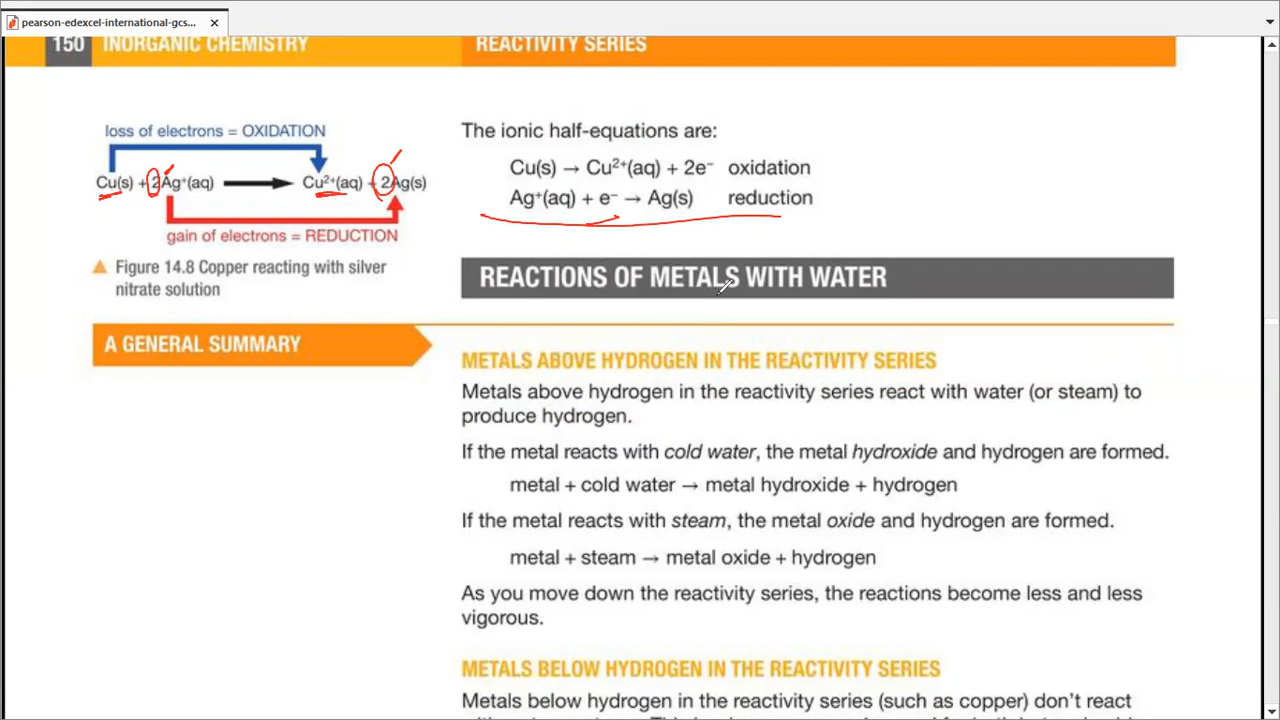 pearson-edexcel-international-gcs...
150 INORGANIC CHEMISTRY
REACTIVITY SERIES
loss of electrons = OXIDATION
Cu(s) + 2Ag⁺(aq) ⟶ Cu²⁺(aq) + 2Ag(s)
gain of electrons = REDUCTION
Figure 14.8 Copper reacting with silver
nitrate solution
The ionic half-equations are:
Cu(s) → Cu²⁺(aq) + 2e⁻ oxidation
Ag⁺(aq) + e⁻ → Ag(s) reduction
REACTIONS OF METALS WITH WATER
A GENERAL SUMMARY
METALS ABOVE HYDROGEN IN THE REACTIVITY SERIES
Metals above hydrogen in the reactivity series react with water (or steam) to
produce hydrogen.
If the metal reacts with cold water, the metal hydroxide and hydrogen are formed.
metal + cold water → metal hydroxide + hydrogen
If the metal reacts with steam, the metal oxide and hydrogen are formed.
metal + steam → metal oxide + hydrogen
As you move down the reactivity series, the reactions become less and less
vigorous.
METALS BELOW HYDROGEN IN THE REACTIVITY SERIES
Metals below hydrogen in the reactivity series (such as copper) don't react